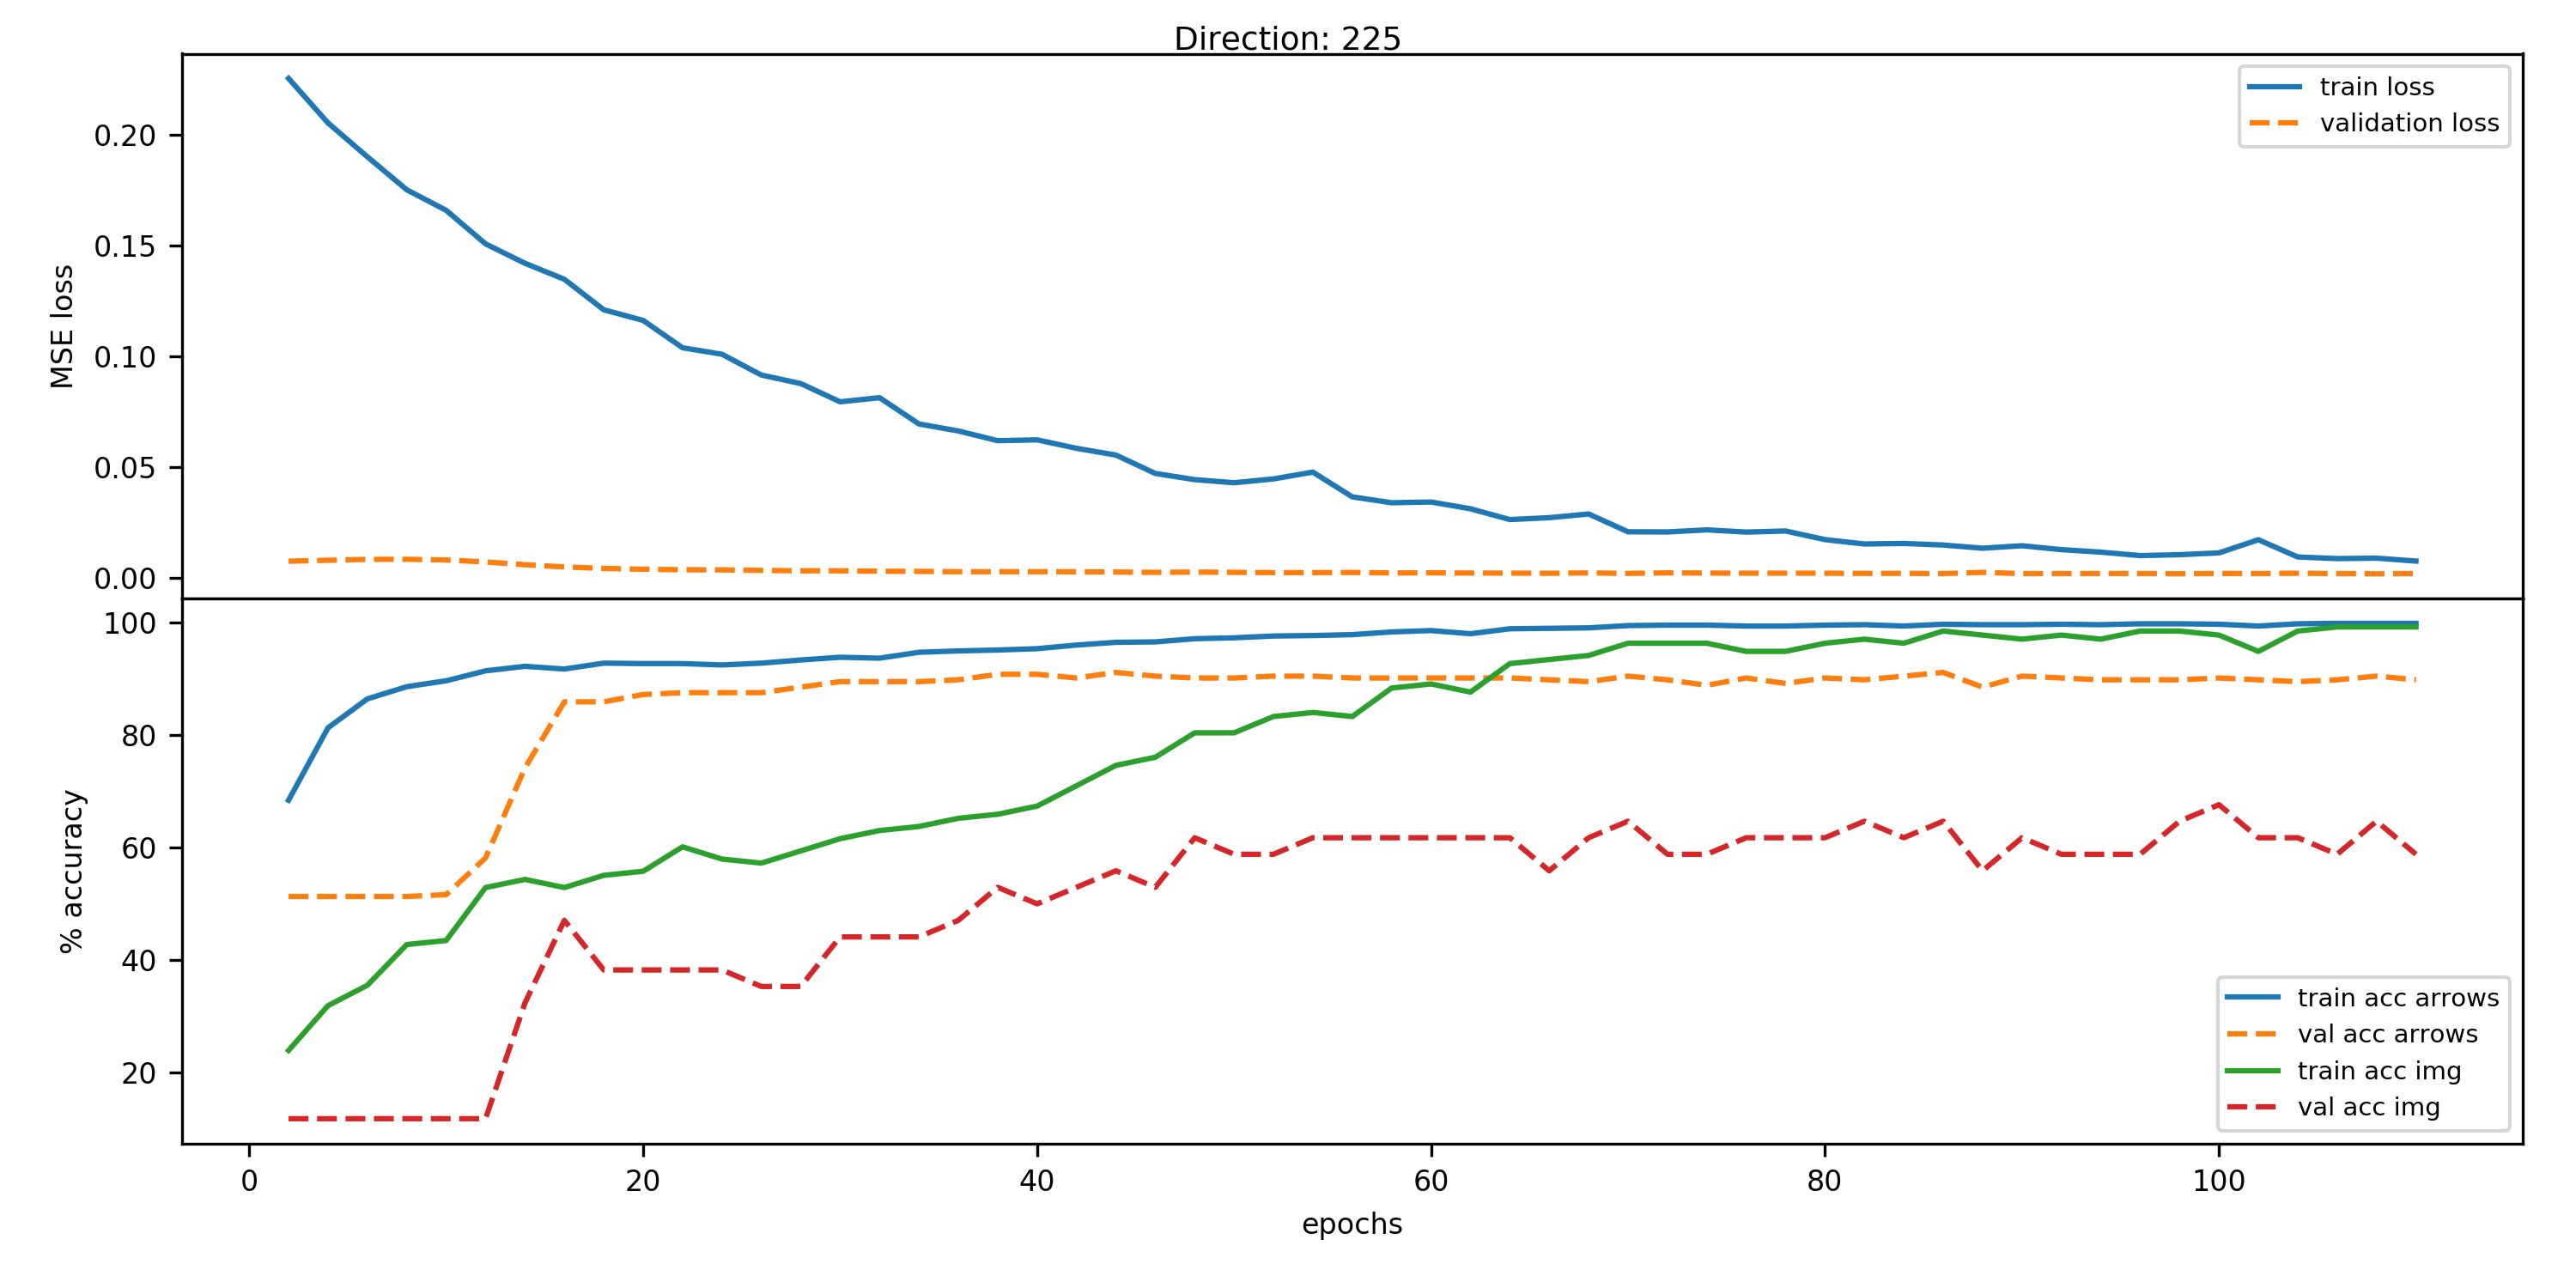 Direction: 225
train loss
validation loss
0.20
0.15
0.10
0.05
0.00
MSE loss
100
80
60
40
20
% accuracy
train acc arrows
val acc arrows
train acc img
val acc img
0 20 40 60 80 100
epochs